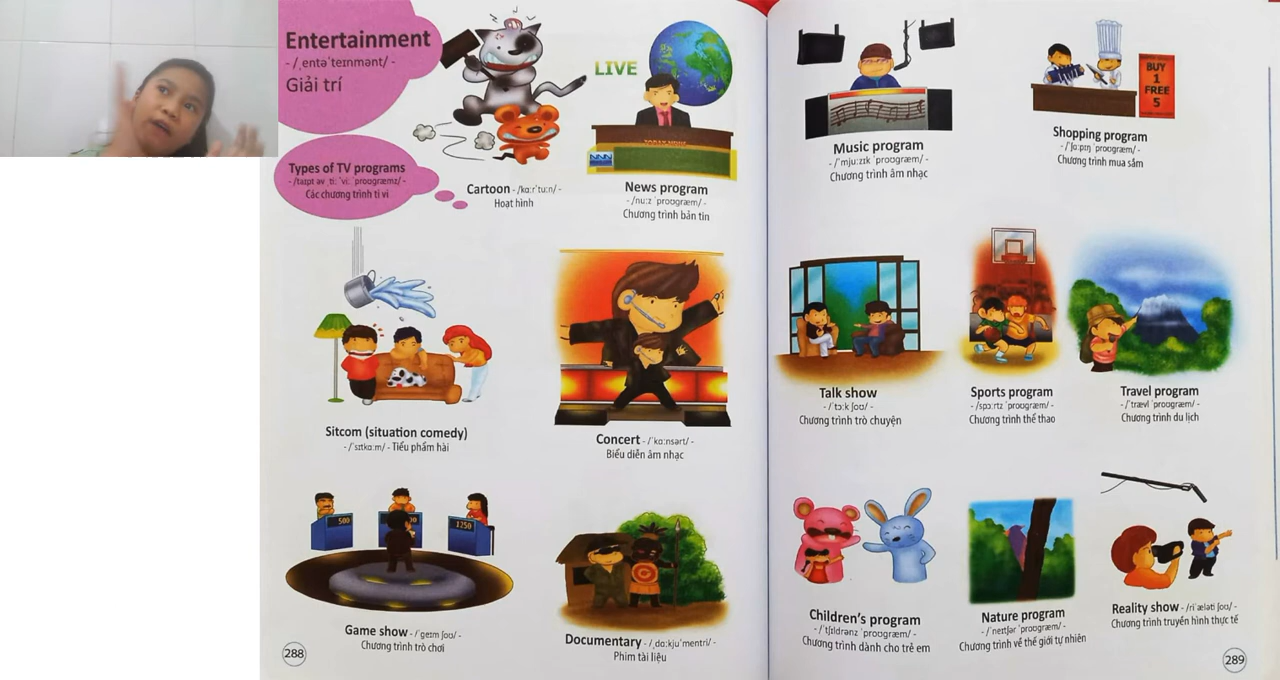 Entertainment
-/ˌentəˈteɪnmənt/-
Giải trí
Types of TV programs
-/taɪpt əv ˌtiːˈviː ˈproʊɡræmz/-
Các chương trình ti vi
Cartoon -/kɑːrˈtuːn/-
Hoạt hình
LIVE
News program
-/nuːz ˈproʊɡræm/-
Chương trình bản tin
Sitcom (situation comedy)
-/ˈsɪtkɑːm/- Tiểu phẩm hài
Concert -/ˈkɑːnsərt/-
Biểu diễn âm nhạc
500
1250
Game show -/ˈɡeɪm ʃoʊ/-
Chương trình trò chơi
Documentary -/ˌdɑːkjuˈmentri/-
Phim tài liệu
288
Music program
-/ˈmjuːzɪk ˈproʊɡræm/-
Chương trình âm nhạc
BUY
1
FREE
5
Shopping program
-/ˈʃɑːpɪŋ ˈproʊɡræm/-
Chương trình mua sắm
Talk show
-/ˈtɔːk ʃoʊ/-
Chương trình trò chuyện
Sports program
-/spɔːrtz ˈproʊɡræm/-
Chương trình thể thao
Travel program
-/ˈtrævl ˈproʊɡræm/-
Chương trình du lịch
Children's program
-/ˈtʃɪldrənz ˈproʊɡræm/-
Chương trình dành cho trẻ em
Nature program
-/ˈneɪtʃər ˈproʊɡræm/-
Chương trình về thế giới tự nhiên
Reality show -/riˈæləti ʃoʊ/-
Chương trình truyền hình thực tế
289